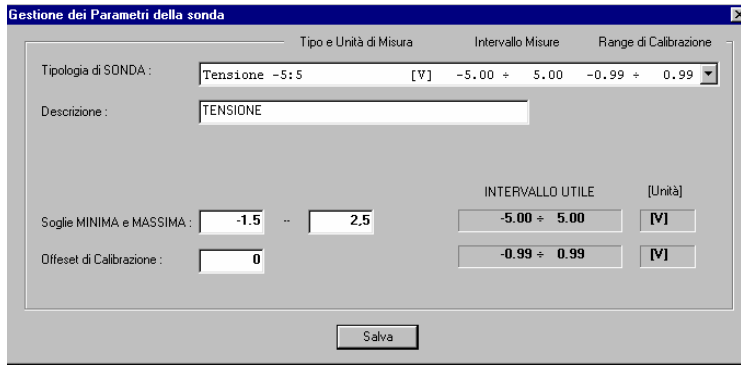 Gestione dei Parametri della sonda
Tipo e Unità di Misura Intervallo Misure Range di Calibrazione
Tipologia di SONDA : Tensione -5:5 [V] -5.00 ÷ 5.00 -0.99 ÷ 0.99
Descrizione : TENSIONE
INTERVALLO UTILE [Unità]
Soglie MINIMA e MASSIMA : -1.5 -- 2,5 -5.00 ÷ 5.00 [V]
Offeset di Calibrazione : 0 -0.99 ÷ 0.99 [V]
Salva